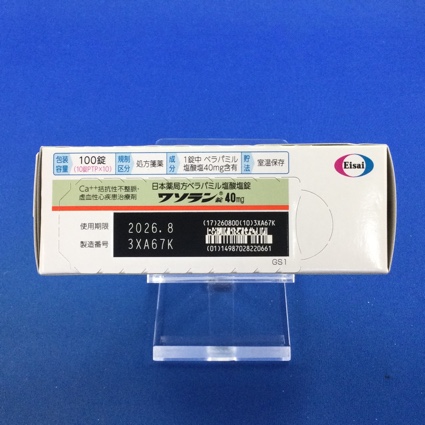 包装容量 100錠 (10錠PTP×10) 規制区分 処方箋薬 成分 1錠中 ベラパミル塩酸塩40mg含有 貯法 室温保存
Eisai
Ca++拮抗性不整脈・
虚血性心疾患治療剤
日本薬局方ベラパミル塩酸塩錠
ワソラン®錠40mg
使用期限 2026.8
製造番号 3XA67K
(17)260800(10)3XA67K
(01)14987028220661
GS1